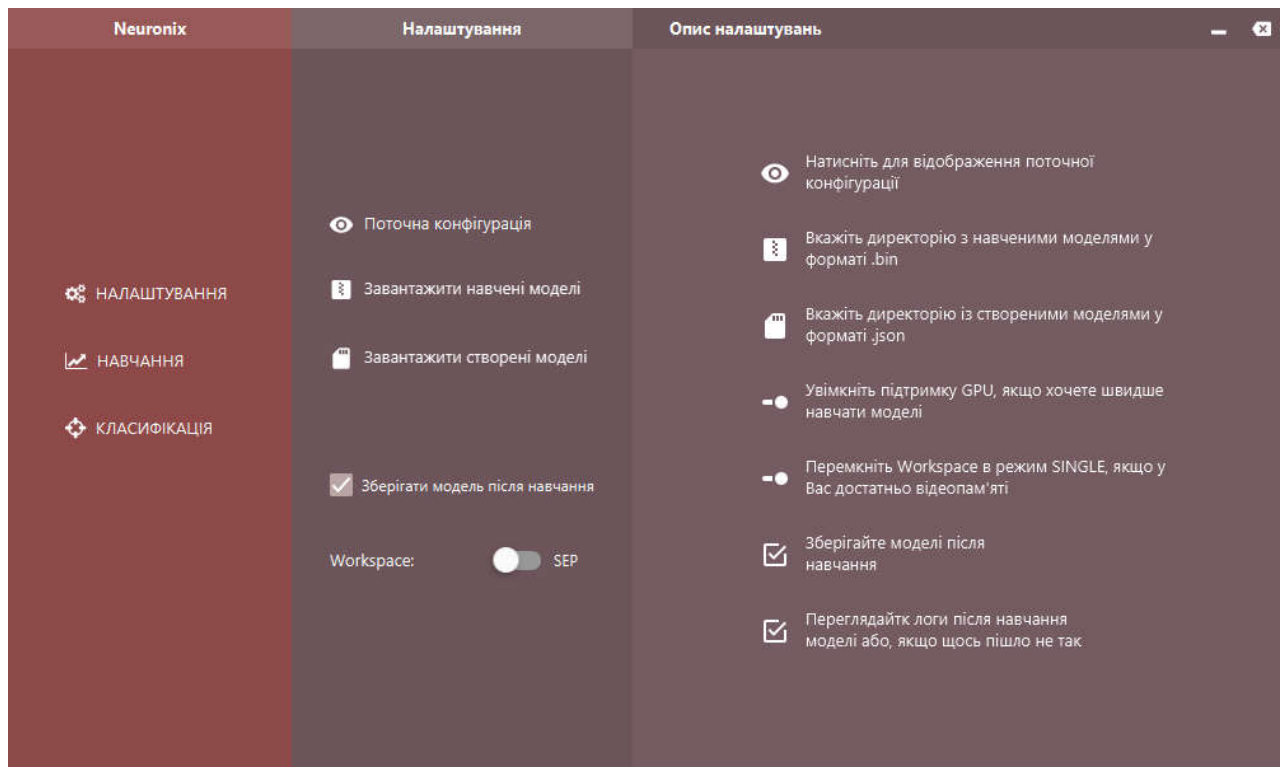 Neuronix
НАЛАШТУВАННЯ
НАВЧАННЯ
КЛАСИФІКАЦІЯ
Налаштування
Поточна конфігурація
Завантажити навчені моделі
Завантажити створені моделі
Зберігати модель після навчання
Workspace: SEP
Опис налаштувань
Натисніть для відображення поточної
конфігурації
Вкажіть директорію з навченими моделями у
форматі .bin
Вкажіть директорію із створеними моделями у
форматі .json
Увімкніть підтримку GPU, якщо хочете швидше
навчати моделі
Перемкніть Workspace в режим SINGLE, якщо у
Вас достатньо відеопам'яті
Зберігайте моделі після
навчання
Переглядайтк логи після навчання
моделі або, якщо щось пішло не так